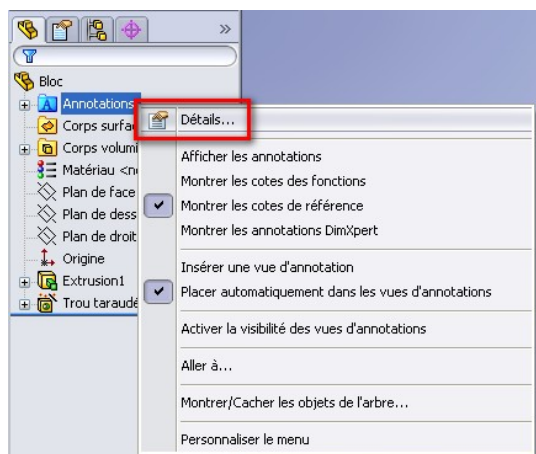 »
Bloc
Annotations
Détails...
Corps surfa
Corps volumi
Afficher les annotations
Matériau <n
Montrer les cotes des fonctions
Plan de face
Montrer les cotes de référence
Plan de dess
Montrer les annotations DimXpert
Plan de droit
Origine
Insérer une vue d'annotation
Extrusion1
Placer automatiquement dans les vues d'annotations
Trou taraudé
Activer la visibilité des vues d'annotations
Aller à...
Montrer/Cacher les objets de l'arbre...
Personnaliser le menu